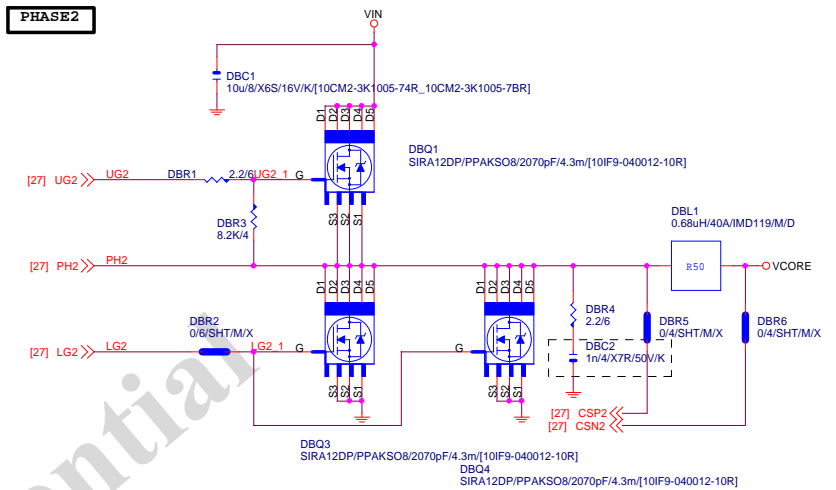 PHASE2
VIN
DBC1
10u/8/X6S/16V/K/[10CM2-3K1005-74R_10CM2-3K1005-7BR]
D1 D2 D3 D4 D5
DBQ1
SIRA12DP/PPAKSO8/2070pF/4.3m/[10IF9-040012-10R]
[27] UG2 UG2 DBR1 2.2/6 UG2_1 G
S3 S2 S1
DBR3
8.2K/4
DBL1
0.68uH/40A/IMD119/M/D
[27] PH2 PH2 R50 VCORE
D1 D2 D3 D4 D5 D1 D2 D3 D4 D5
DBR4
2.2/6
DBR5
0/4/SHT/M/X
DBR6
0/4/SHT/M/X
DBR2
0/6/SHT/M/X
[27] LG2 LG2 LG2_1 G G
DBC2
1n/4/X7R/50V/K
S3 S2 S1 S3 S2 S1
[27] CSP2
[27] CSN2
DBQ3
SIRA12DP/PPAKSO8/2070pF/4.3m/[10IF9-040012-10R]
DBQ4
SIRA12DP/PPAKSO8/2070pF/4.3m/[10IF9-040012-10R]
ential